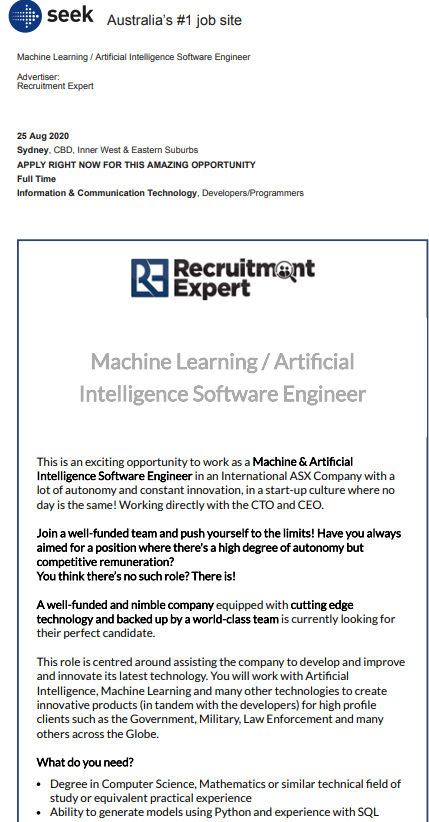 seek Australia's #1 job site
Machine Learning / Artificial Intelligence Software Engineer
Advertiser:
Recruitment Expert
25 Aug 2020
Sydney, CBD, Inner West & Eastern Suburbs
APPLY RIGHT NOW FOR THIS AMAZING OPPORTUNITY
Full Time
Information & Communication Technology, Developers/Programmers
RE Recruitment
Expert
Machine Learning / Artificial
Intelligence Software Engineer
This is an exciting opportunity to work as a Machine & Artificial
Intelligence Software Engineer in an International ASX Company with a
lot of autonomy and constant innovation, in a start-up culture where no
day is the same! Working directly with the CTO and CEO.
Join a well-funded team and push yourself to the limits! Have you always
aimed for a position where there's a high degree of autonomy but
competitive remuneration?
You think there's no such role? There is!
A well-funded and nimble company equipped with cutting edge
technology and backed up by a world-class team is currently looking for
their perfect candidate.
This role is centred around assisting the company to develop and improve
and innovate its latest technology. You will work with Artificial
Intelligence, Machine Learning and many other technologies to create
innovative products (in tandem with the developers) for high profile
clients such as the Government, Military, Law Enforcement and many
others across the Globe.
What do you need?
• Degree in Computer Science, Mathematics or similar technical field of
study or equivalent practical experience
• Ability to generate models using Python and experience with SQL